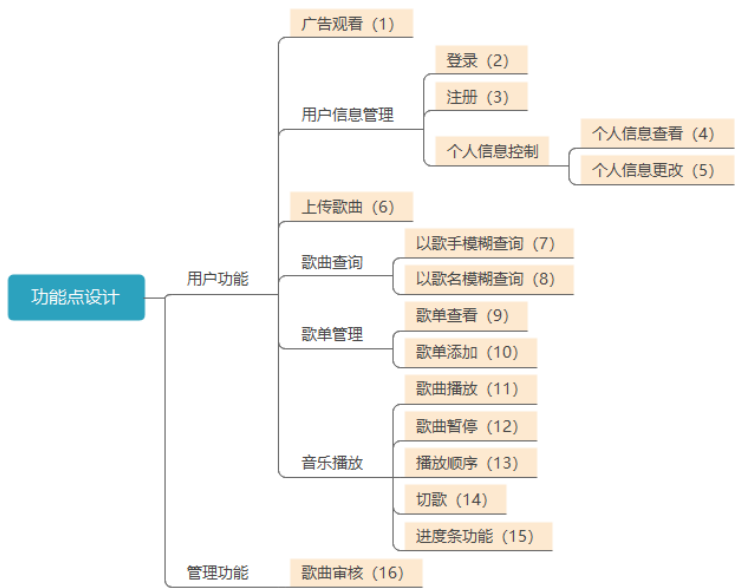 功能点设计
用户功能
广告观看（1）
用户信息管理
登录（2）
注册（3）
个人信息控制
个人信息查看（4）
个人信息更改（5）
上传歌曲（6）
歌曲查询
以歌手模糊查询（7）
以歌名模糊查询（8）
歌单管理
歌单查看（9）
歌单添加（10）
音乐播放
歌曲播放（11）
歌曲暂停（12）
播放顺序（13）
切歌（14）
进度条功能（15）
管理功能
歌曲审核（16）